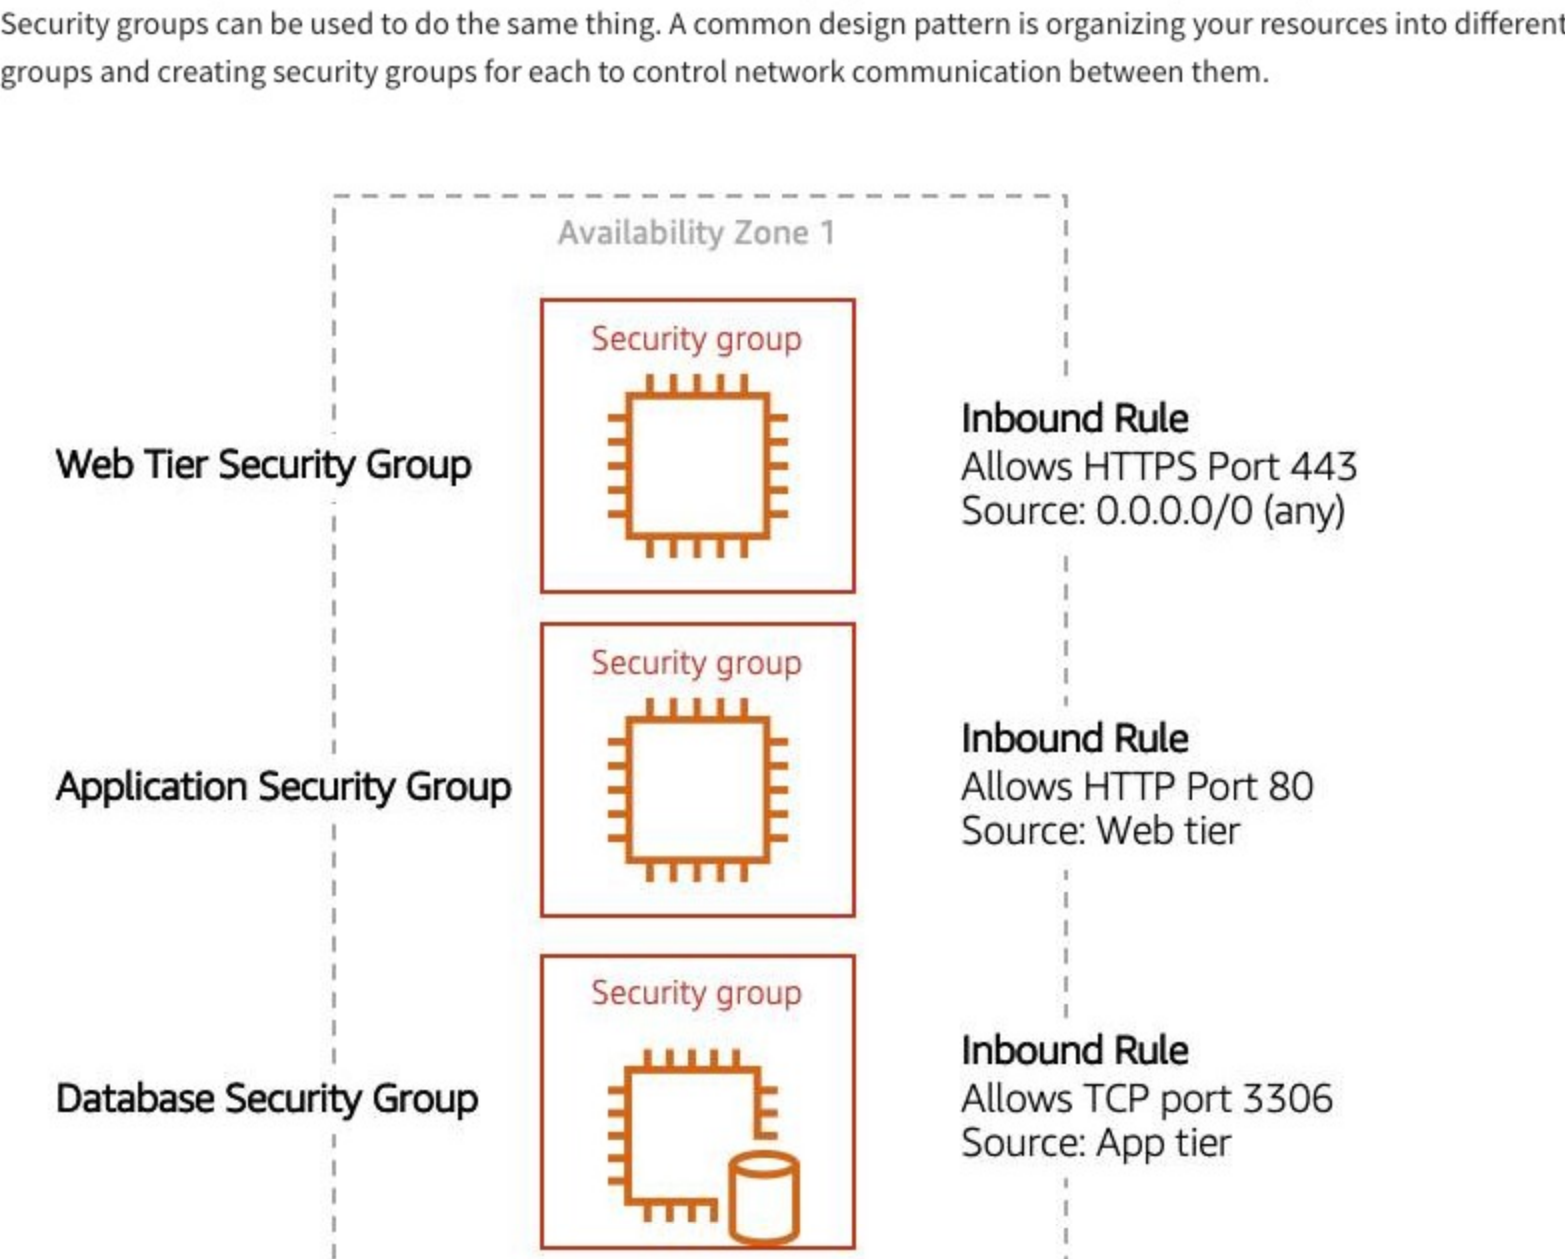 Security groups can be used to do the same thing. A common design pattern is organizing your resources into different
groups and creating security groups for each to control network communication between them.
Availability Zone 1
Security group
Web Tier Security Group
Inbound Rule
Allows HTTPS Port 443
Source: 0.0.0.0/0 (any)
Security group
Application Security Group
Inbound Rule
Allows HTTP Port 80
Source: Web tier
Security group
Database Security Group
Inbound Rule
Allows TCP port 3306
Source: App tier